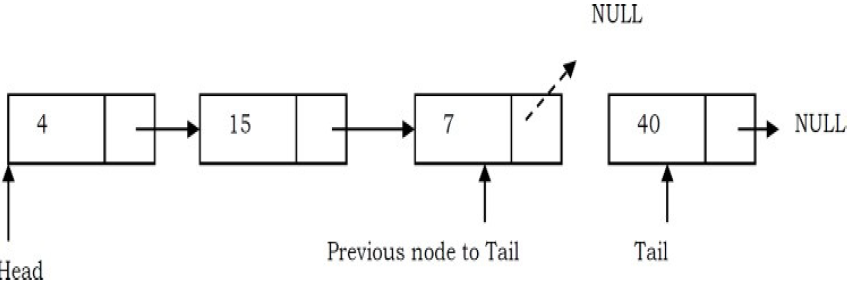 NULL
4
15
7
40
NULL
Previous node to Tail
Tail
Head